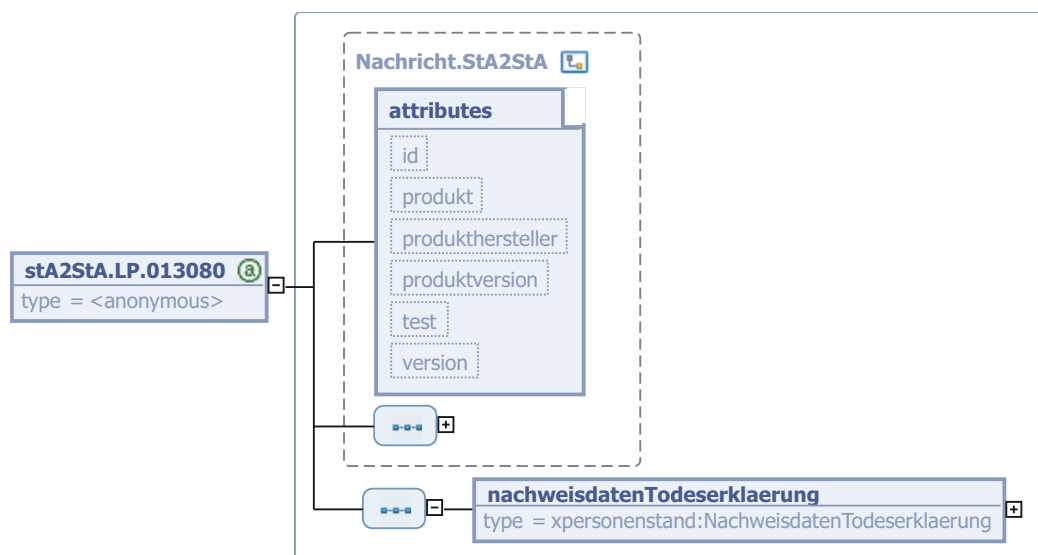 Nachricht.StA2StA
attributes
id
produkt
produkthersteller
produktversion
test
version
stA2StA.LP.013080 @
type = <anonymous>
nachweisdatenTodeserklaerung
type = xpersonenstand:NachweisdatenTodeserklaerung